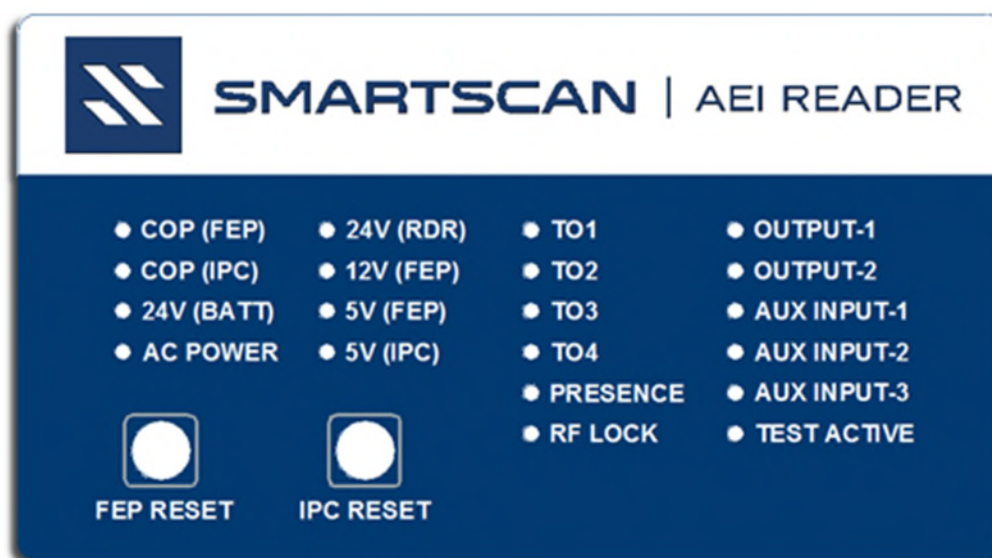 SMARTSCAN | AEI READER
COP (FEP)
COP (IPC)
24V (BATT)
AC POWER
24V (RDR)
12V (FEP)
5V (FEP)
5V (IPC)
TO1
TO2
TO3
TO4
PRESENCE
RF LOCK
OUTPUT-1
OUTPUT-2
AUX INPUT-1
AUX INPUT-2
AUX INPUT-3
TEST ACTIVE
FEP RESET
IPC RESET